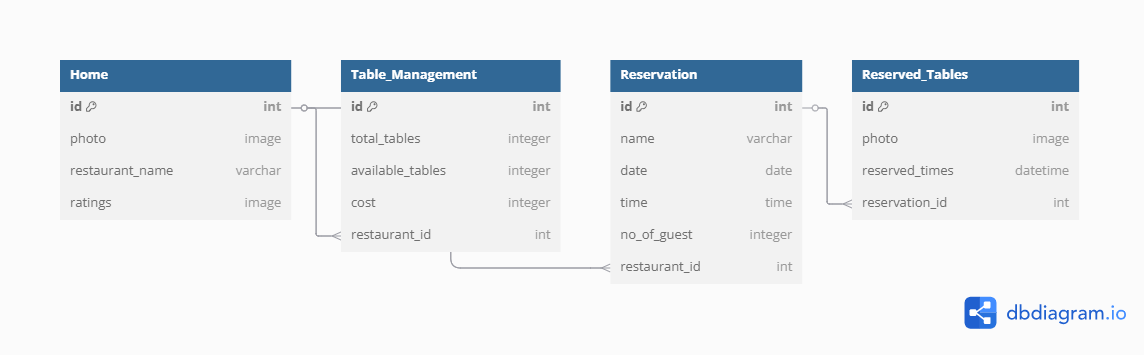 Home
id int
photo image
restaurant_name varchar
ratings image
Table_Management
id int
total_tables integer
available_tables integer
cost integer
restaurant_id int
Reservation
id int
name varchar
date date
time time
no_of_guest integer
restaurant_id int
Reserved_Tables
id int
photo image
reserved_times datetime
reservation_id int
dbdiagram.io